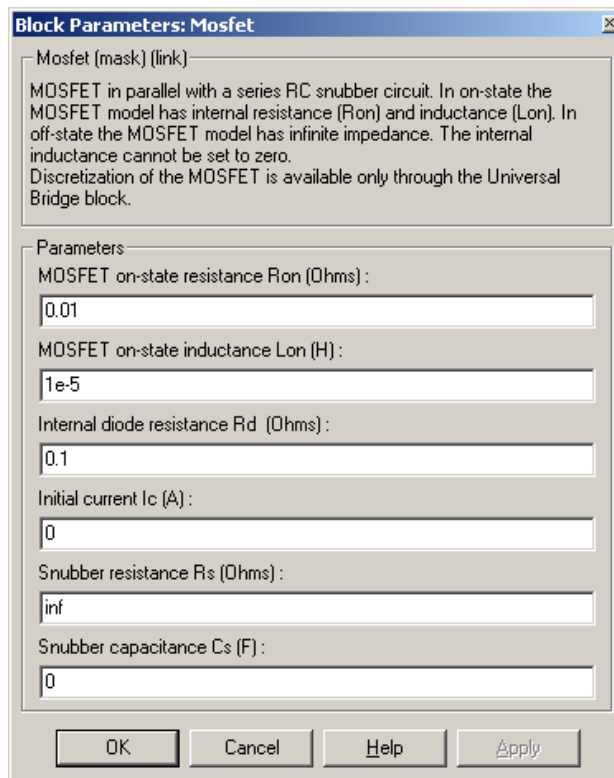 Block Parameters: Mosfet
Mosfet (mask) (link)
MOSFET in parallel with a series RC snubber circuit. In on-state the
MOSFET model has internal resistance (Ron) and inductance (Lon). In
off-state the MOSFET model has infinite impedance. The internal
inductance cannot be set to zero.
Discretization of the MOSFET is available only through the Universal
Bridge block.
Parameters
MOSFET on-state resistance Ron (Ohms) :
0.01
MOSFET on-state inductance Lon (H) :
1e-5
Internal diode resistance Rd (Ohms) :
0.1
Initial current Ic (A) :
0
Snubber resistance Rs (Ohms) :
inf
Snubber capacitance Cs (F) :
0
OK Cancel Help Apply